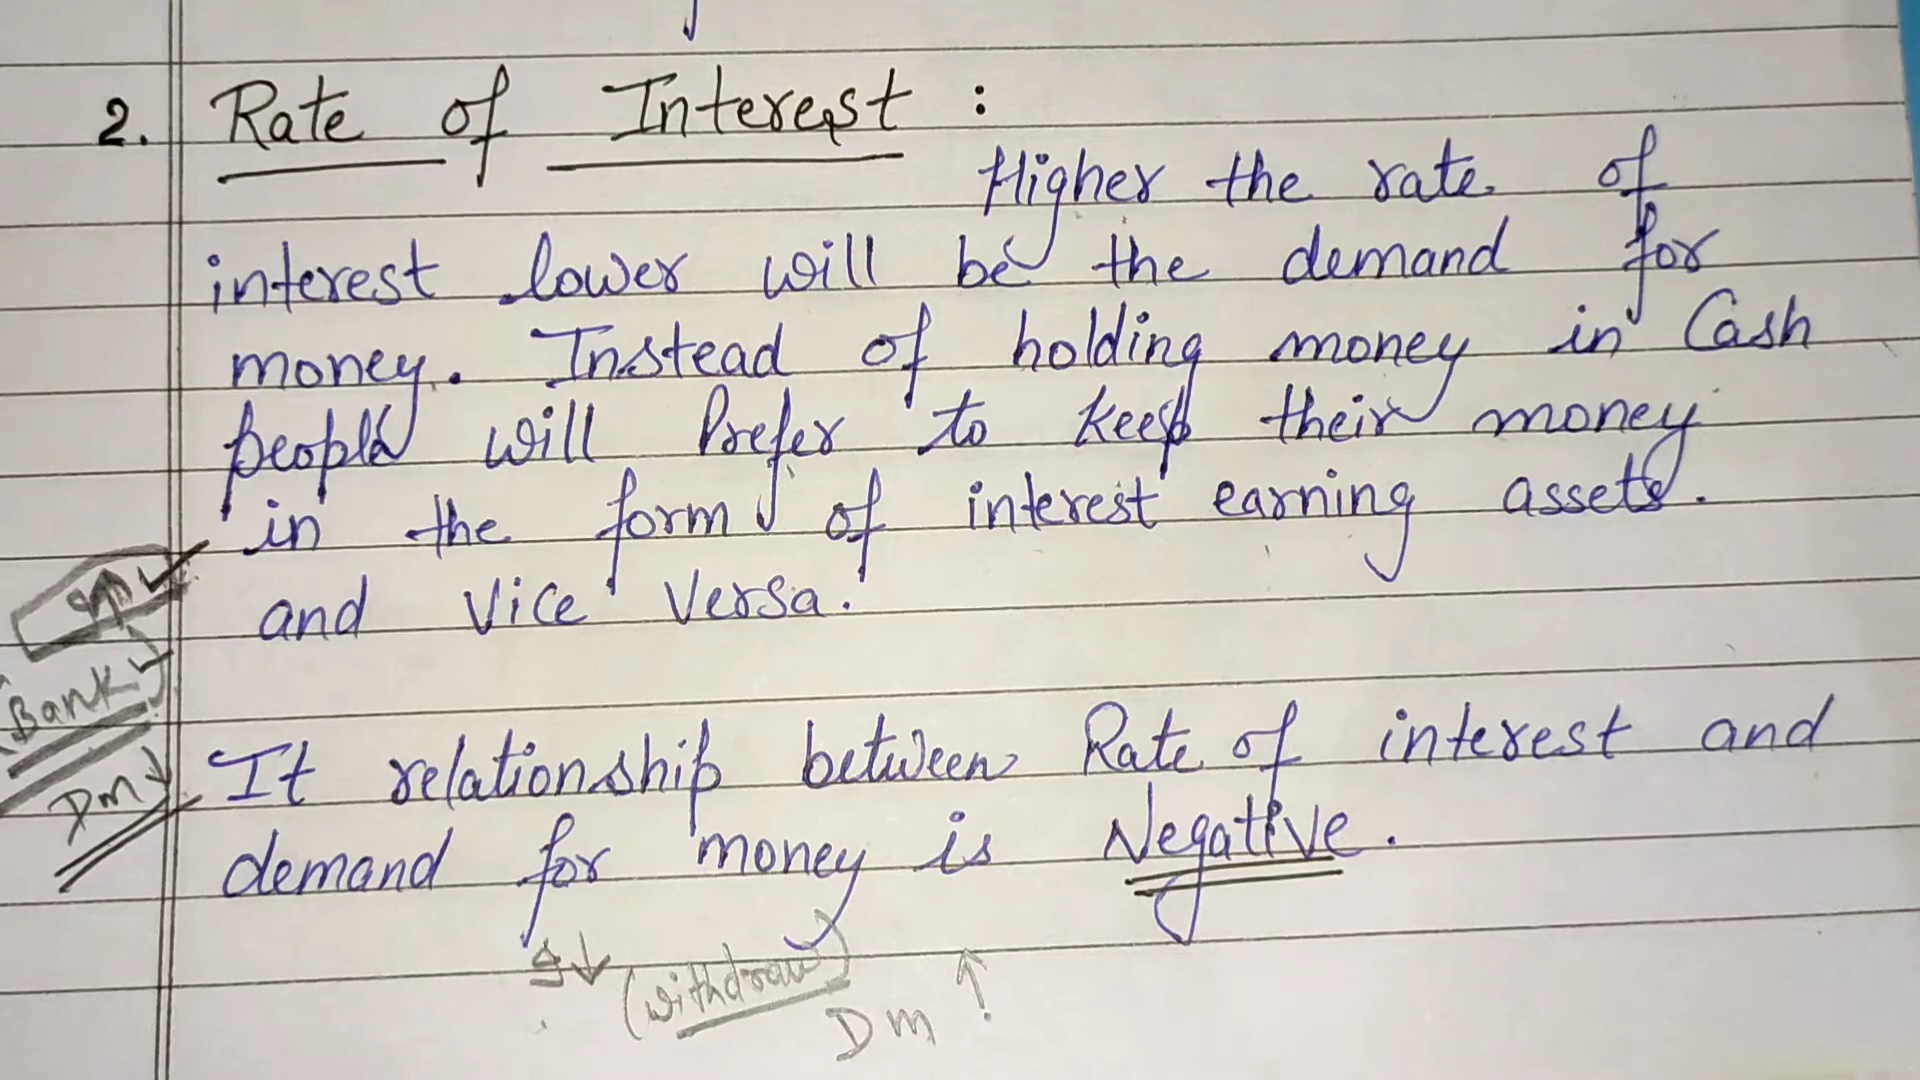 2. Rate of Interest :
Higher the rate of
interest lower will be the demand for
money. Instead of holding money in Cash
people will Prefer to keep their money
in the form of interest earning assets.
and Vice Versa.
(Bank)
Dm↓
It relationship between Rate of interest and
demand for money is Negative.
(withdraw)
Dm ↑